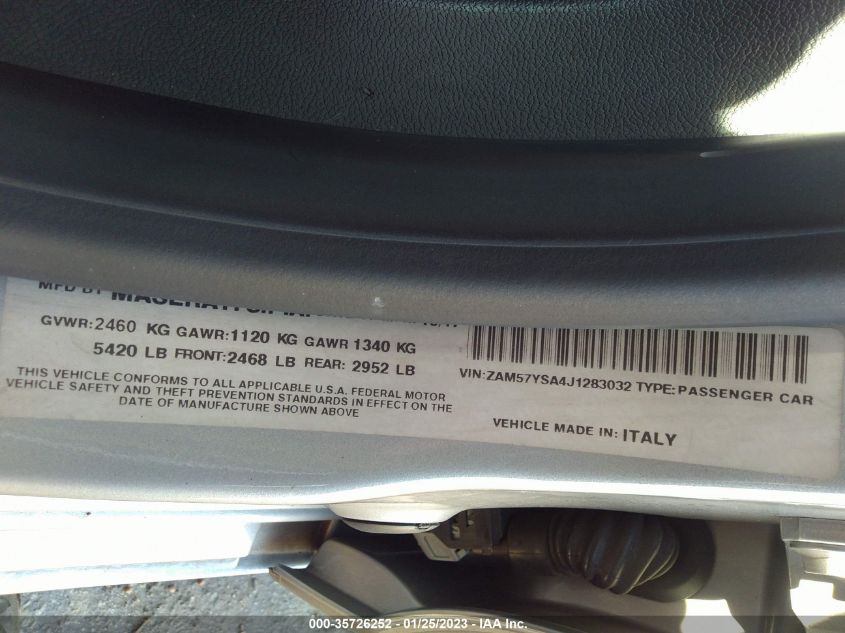 MFD BY MASERATI S.P.A.
GVWR:2460 KG GAWR:1120 KG GAWR 1340 KG
5420 LB FRONT:2468 LB REAR: 2952 LB
THIS VEHICLE CONFORMS TO ALL APPLICABLE U.S.A. FEDERAL MOTOR
VEHICLE SAFETY AND THEFT PREVENTION STANDARDS IN EFFECT ON THE
DATE OF MANUFACTURE SHOWN ABOVE
VIN:ZAM57YSA4J1283032 TYPE:PASSENGER CAR
VEHICLE MADE IN: ITALY
000-35726252 - 01/25/2023 - IAA Inc.